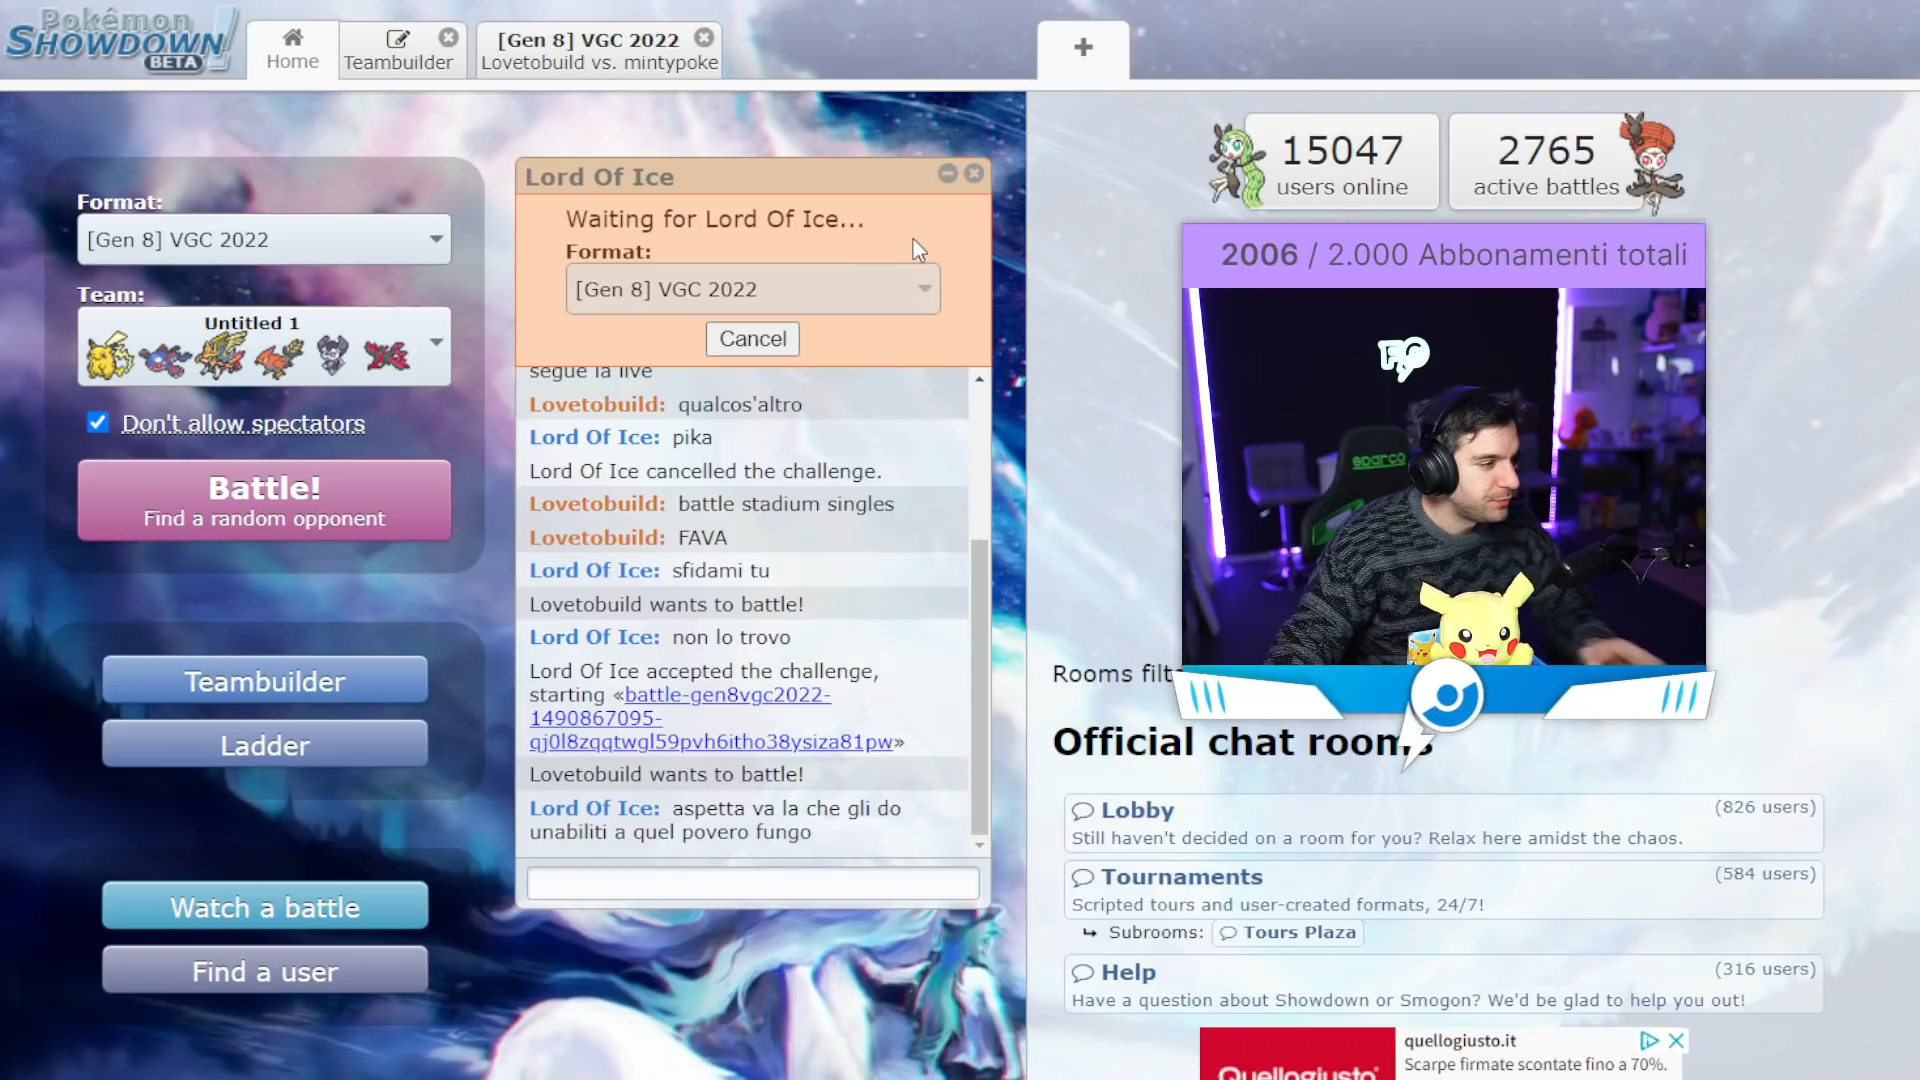 Pokémon
SHOWDOWN!
BETA
Home
Teambuilder
[Gen 8] VGC 2022
Lovetobuild vs. mintypoke
+
Format:
[Gen 8] VGC 2022
Team:
Untitled 1
Don't allow spectators
Battle!
Find a random opponent
Teambuilder
Ladder
Watch a battle
Find a user
Lord Of Ice
Waiting for Lord Of Ice...
Format:
[Gen 8] VGC 2022
Cancel
segue la live
Lovetobuild: qualcos'altro
Lord Of Ice: pika
Lord Of Ice cancelled the challenge.
Lovetobuild: battle stadium singles
Lovetobuild: FAVA
Lord Of Ice: sfidami tu
Lovetobuild wants to battle!
Lord Of Ice: non lo trovo
Lord Of Ice accepted the challenge,
starting «battle-gen8vgc2022-
1490867095-
qj0l8zqqtwgl59pvh6itho38ysiza81pw»
Lovetobuild wants to battle!
Lord Of Ice: aspetta va la che gli do
unabiliti a quel povero fungo
15047
users online
2765
active battles
2006 / 2.000 Abbonamenti totali
sparco
Rooms filt
Official chat rooms
Lobby
(826 users)
Still haven't decided on a room for you? Relax here amidst the chaos.
Tournaments
(584 users)
Scripted tours and user-created formats, 24/7!
Subrooms: Tours Plaza
Help
(316 users)
Have a question about Showdown or Smogon? We'd be glad to help you out!
Quellogiusto
quellogiusto.it
Scarpe firmate scontate fino a 70%.